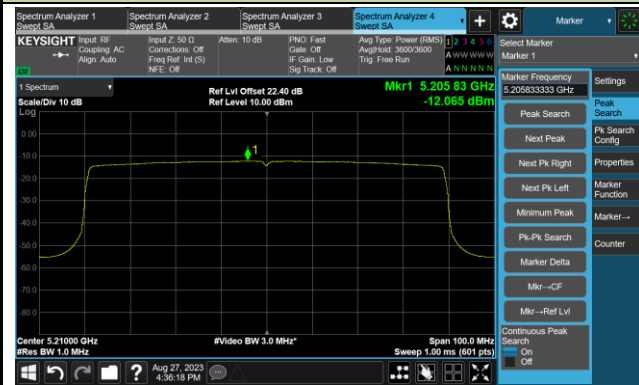 Spectrum Analyzer 1
Swept SA
Spectrum Analyzer 2
Swept SA
Spectrum Analyzer 3
Swept SA
Spectrum Analyzer 4
Swept SA
+
Marker
KEYSIGHT
LXI
Input: RF
Coupling: AC
Align: Auto
Input Z: 50 Ω
Corrections: Off
Freq Ref: Int (S)
NFE: Off
Atten: 10 dB
PNO: Fast
Gate: Off
IF Gain: Low
Sig Track: Off
Avg Type: Power (RMS)
Avg|Hold: 3600/3600
Trig: Free Run
1 2 3 4 5 6
A W W W W W
A N N N N N
Select Marker
Marker 1
1 Spectrum
Scale/Div 10 dB
Log
Ref Lvl Offset 22.40 dB
Ref Level 10.00 dBm
Mkr1 5.205 83 GHz
-12.065 dBm
0.00
-10.0
-20.0
-30.0
-40.0
-50.0
-60.0
-70.0
-80.0
1
Center 5.21000 GHz
#Res BW 1.0 MHz
#Video BW 3.0 MHz*
Span 100.0 MHz
Sweep 1.00 ms (601 pts)
Marker Frequency
5.205833333 GHz
Peak Search
Next Peak
Next Pk Right
Next Pk Left
Minimum Peak
Pk-Pk Search
Marker Delta
Mkr→CF
Mkr→Ref Lvl
Continuous Peak
Search
On
Off
Settings
Peak
Search
Pk Search
Config
Properties
Marker
Function
Marker→
Counter
?
Aug 27, 2023
4:36:18 PM